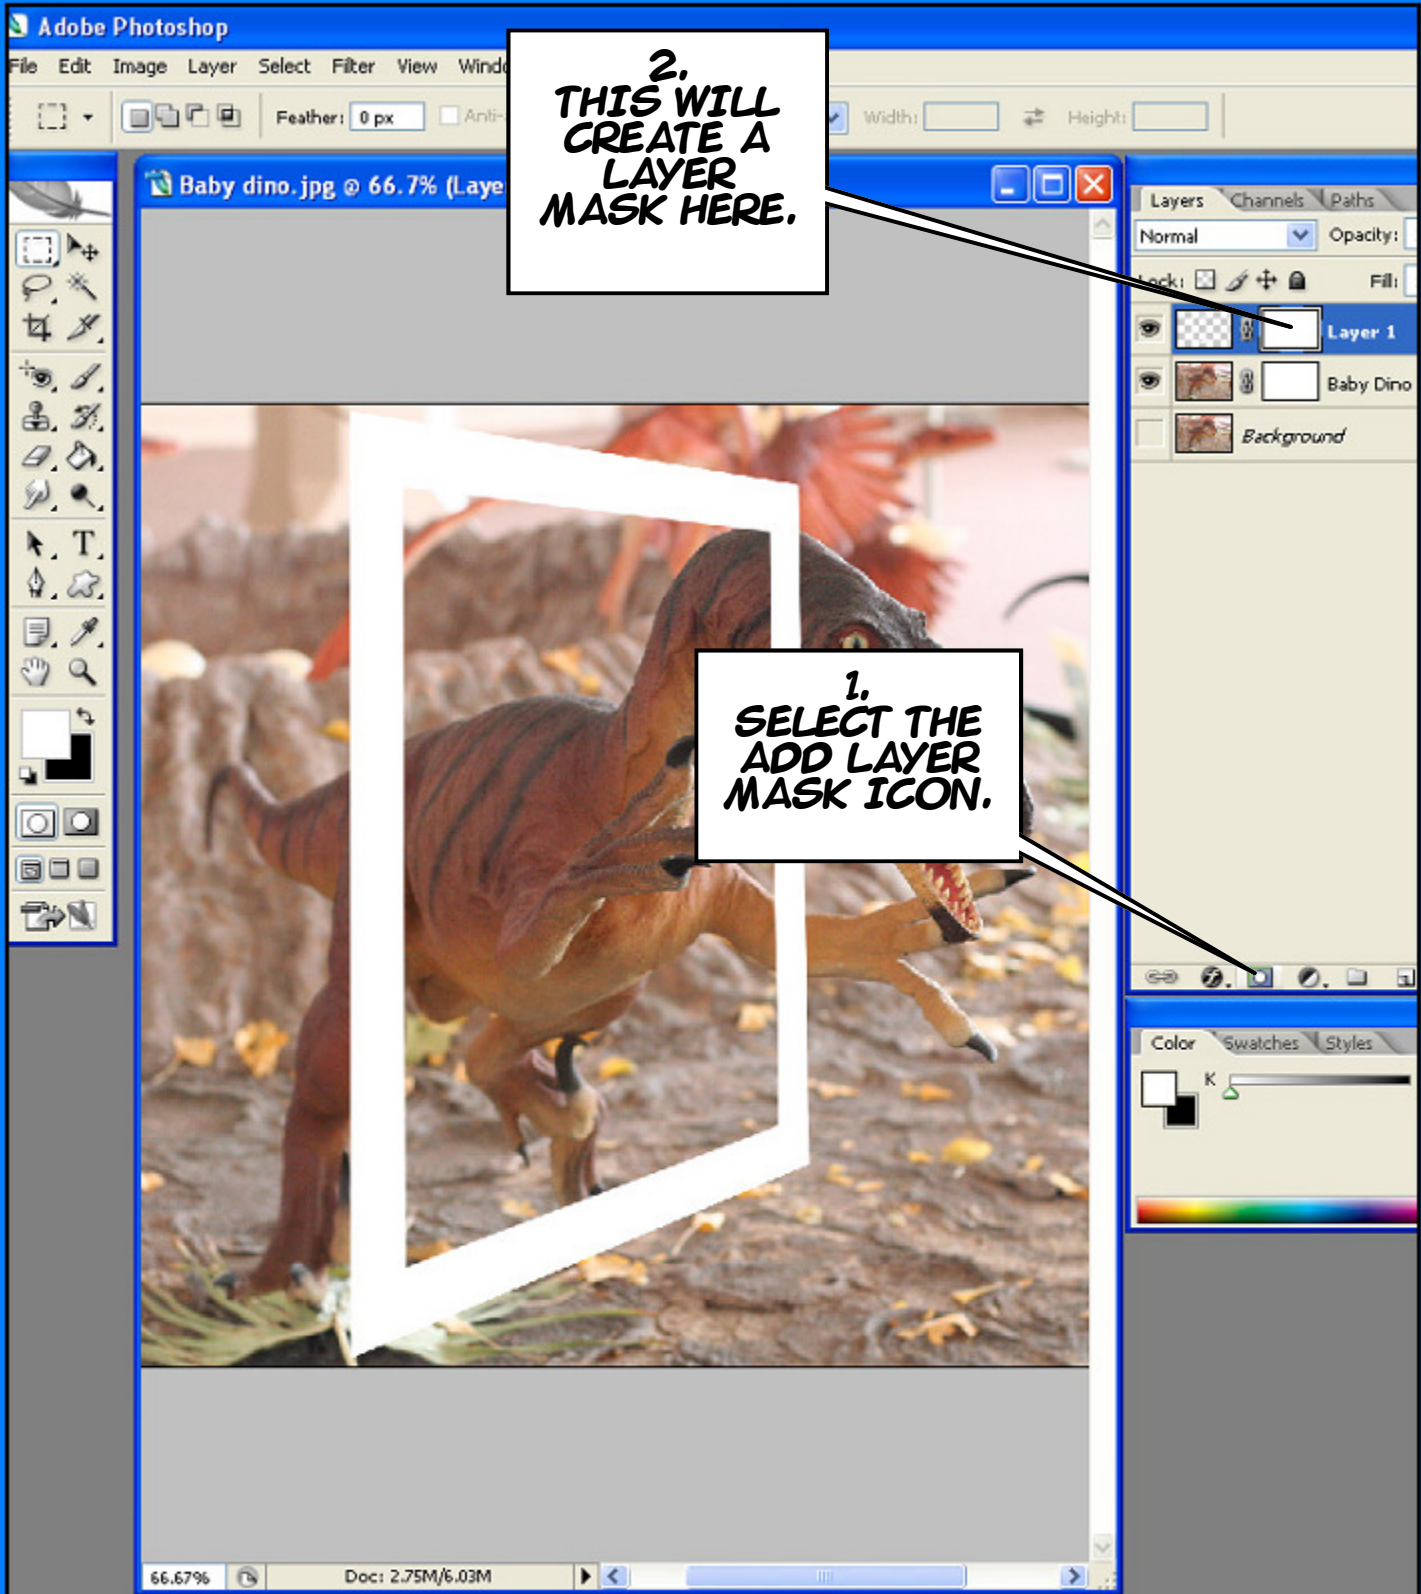 Adobe Photoshop
File Edit Image Layer Select Filter View
Feather: 0 px Width: Height:
2.
THIS WILL
CREATE A
LAYER
MASK HERE.
Baby dino.jpg @ 66.7%
Layers Channels Paths
Normal Opacity:
Fill:
Layer 1
Baby Dino
Background
1.
SELECT THE
ADD LAYER
MASK ICON.
Color Swatches Styles
K
66.67% Doc: 2.75M/6.03M